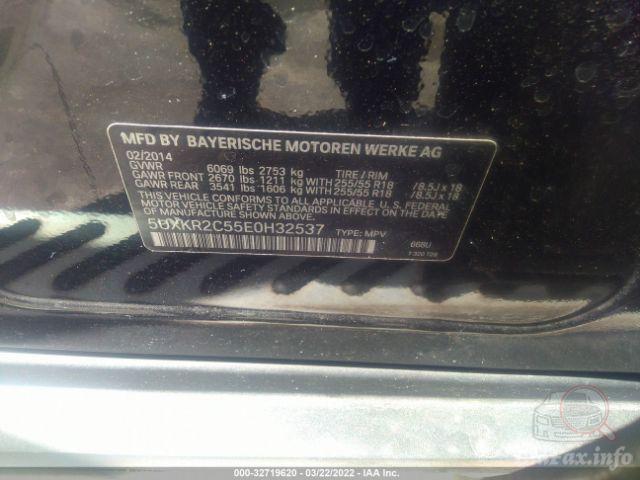 MFD BY BAYERISCHE MOTOREN WERKE AG
02/2014
GVWR 6069 lbs 2753 kg TIRE / RIM
GAWR FRONT 2670 lbs 1211 kg WITH 255/55 R18 /8.5J x 18
GAWR REAR 3541 lbs 1606 kg WITH 255/55 R18 /8.5J x 18
THIS VEHICLE CONFORMS TO ALL APPLICABLE U.S. FEDERAL
MOTOR VEHICLE SAFETY STANDARDS IN EFFECT ON
THE DATE OF MANUFACTURE SHOWN ABOVE.
5UXKR2C55E0H32537 TYPE: MPV 668U
000 - 32719620 - 03/22/2022 - IAA Inc.